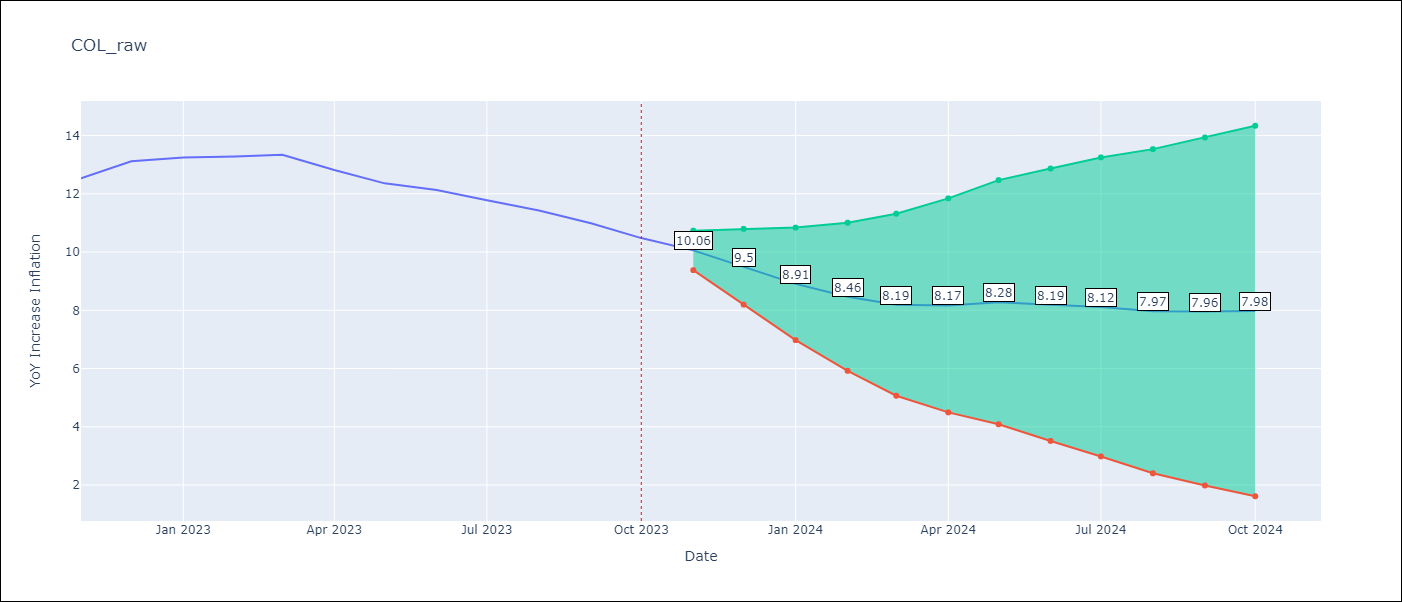 COL_raw
YoY Increase Inflation
14
12
10
8
6
4
2
10.06
9.5
8.91
8.46
8.19
8.17
8.28
8.19
8.12
7.97
7.96
7.98
Jan 2023
Apr 2023
Jul 2023
Oct 2023
Jan 2024
Apr 2024
Jul 2024
Oct 2024
Date